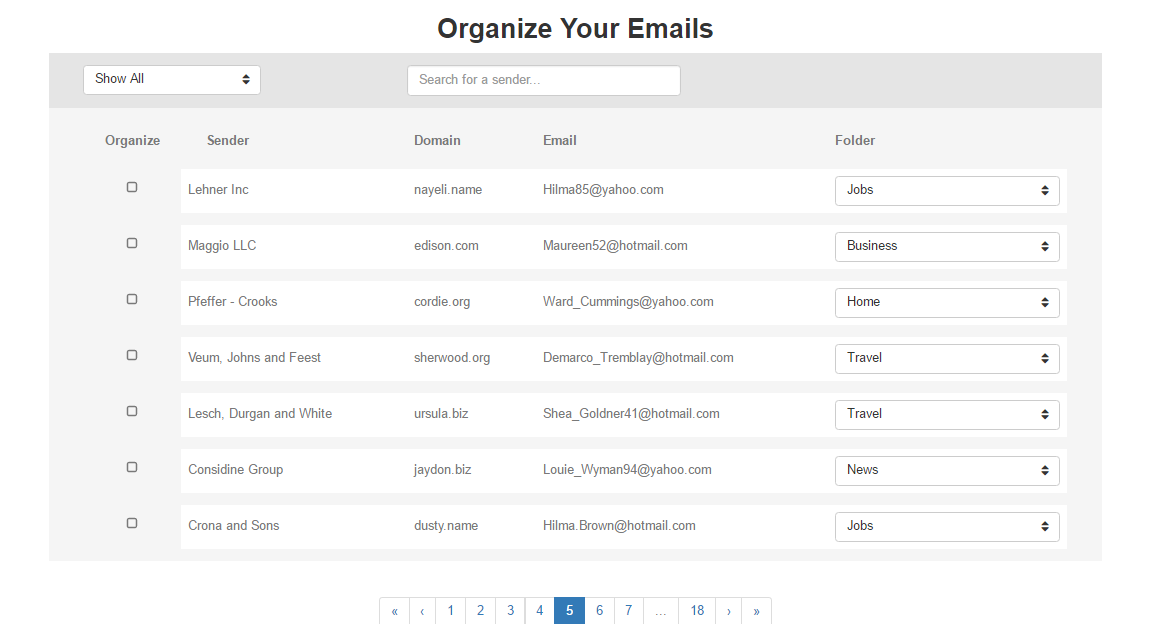 Organize Your Emails
Show All Search for a sender...
Organize Sender Domain Email Folder
Lehner Inc nayeli.name Hilma85@yahoo.com Jobs
Maggio LLC edison.com Maureen52@hotmail.com Business
Pfeffer - Crooks cordie.org Ward_Cummings@yahoo.com Home
Veum, Johns and Feest sherwood.org Demarco_Tremblay@hotmail.com Travel
Lesch, Durgan and White ursula.biz Shea_Goldner41@hotmail.com Travel
Considine Group jaydon.biz Louie_Wyman94@yahoo.com News
Crona and Sons dusty.name Hilma.Brown@hotmail.com Jobs
« ‹ 1 2 3 4 5 6 7 ... 18 › »